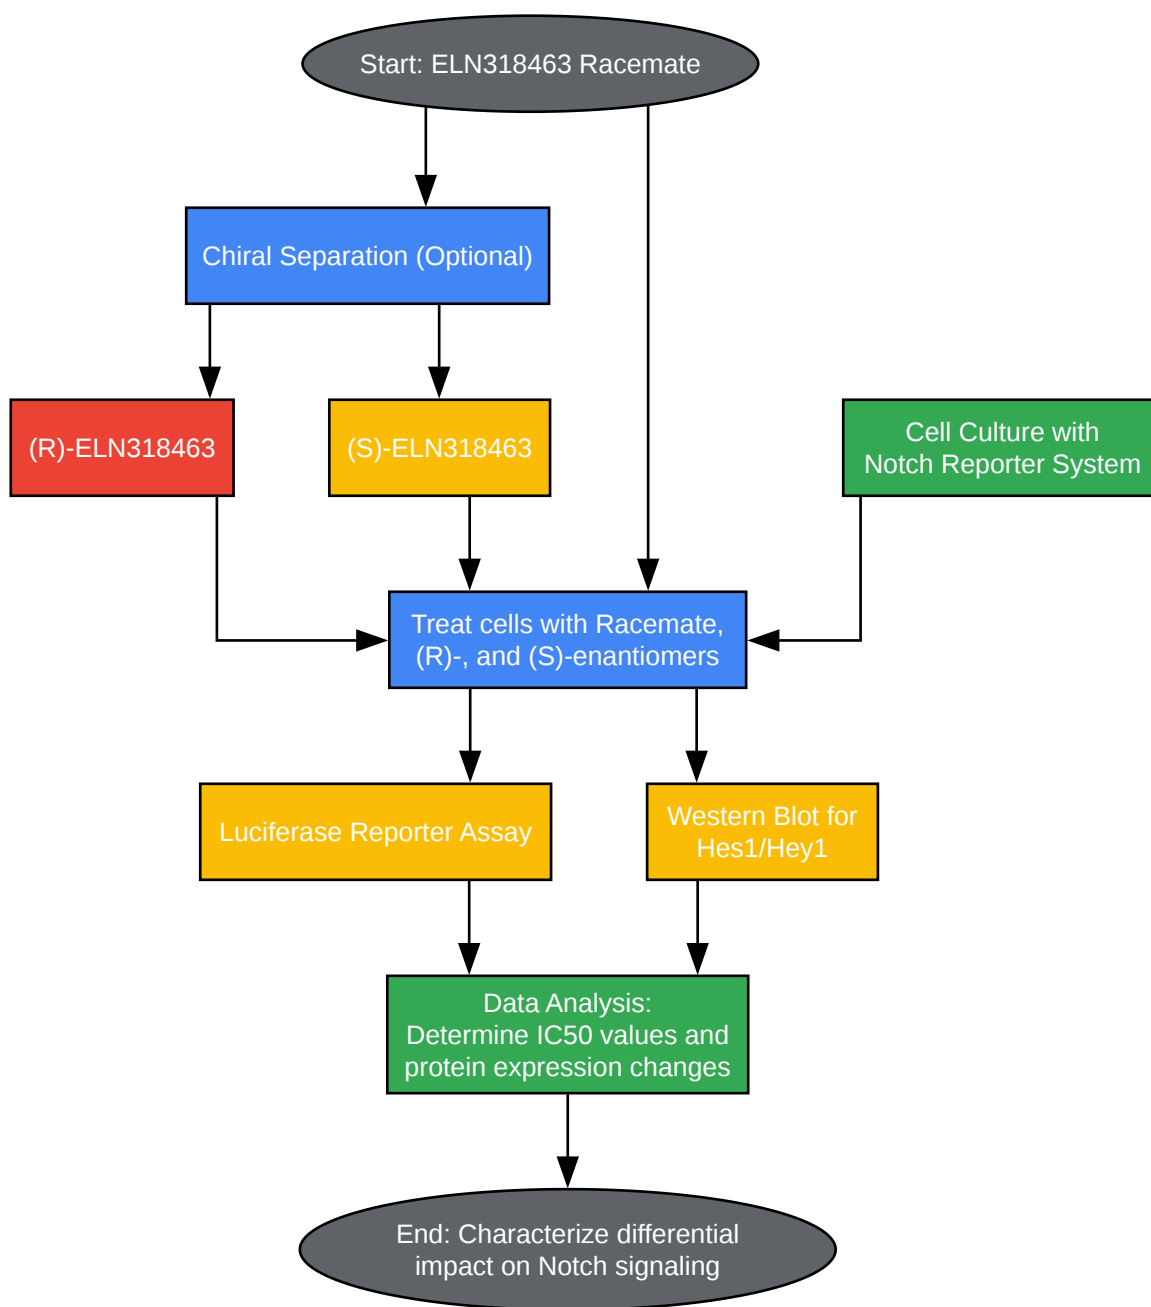 Start: ELN318463 Racemate
Chiral Separation (Optional)
(R)-ELN318463
(S)-ELN318463
Cell Culture with
Notch Reporter System
Treat cells with Racemate,
(R)-, and (S)-enantiomers
Luciferase Reporter Assay
Western Blot for
Hes1/Hey1
Data Analysis:
Determine IC50 values and
protein expression changes
End: Characterize differential
impact on Notch signaling